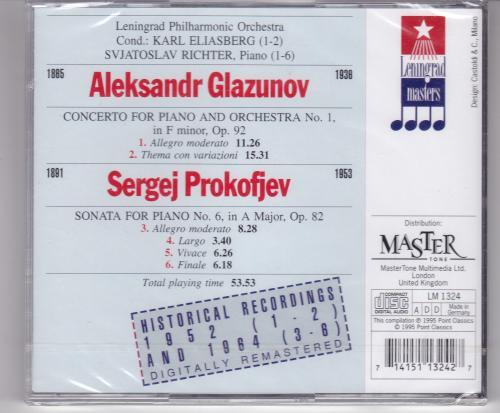 Leningrad Philharmonic Orchestra
Cond.: KARL ELIASBERG (1-2)
SVJATOSLAV RICHTER, Piano (1-6)
1865 1936
Aleksandr Glazunov
CONCERTO FOR PIANO AND ORCHESTRA No. 1,
in F minor, Op. 92
1. Allegro moderato 11.26
2. Thema con variazioni 15.31
1891 1953
Sergej Prokofjev
SONATA FOR PIANO No. 6, in A Major, Op. 82
3. Allegro moderato 8.28
4. Largo 3.40
5. Vivace 6.26
6. Finale 6.18
Total playing time 53.53
HISTORICAL RECORDINGS
1952 (1-2)
AND 1964 (3-6)
DIGITALLY REMASTERED
Leningrad
masters
Design: Castoldi & C., Milano
Distribution:
MASTER
TONE
MasterTone Multimedia Ltd.
London
United Kingdom
COMPACT
disc
DIGITAL AUDIO
LM 1324
A D D
Made in
Germany
This compilation ℗ 1995 Point Classics
© 1995 Point Classics
7 14151 13242 7